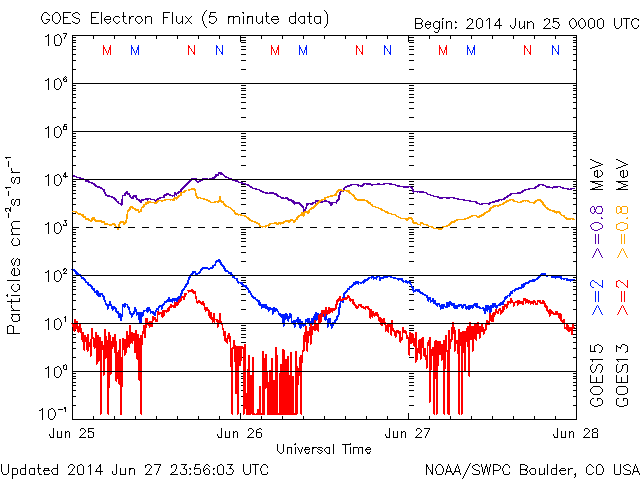 GOES Electron Flux (5 minute data)
Begin: 2014 Jun 25 0000 UTC
M M N N M M N N M M N N
10⁷
10⁶
10⁵
10⁴
10³
10²
10¹
10⁰
10⁻¹
Particles cm⁻²s⁻¹sr⁻¹
GOES15 >=2 >=0.8 MeV
GOES13 >=2 >=0.8 MeV
Jun 25 Jun 26 Jun 27 Jun 28
Universal Time
Updated 2014 Jun 27 23:56:03 UTC
NOAA/SWPC Boulder, CO USA